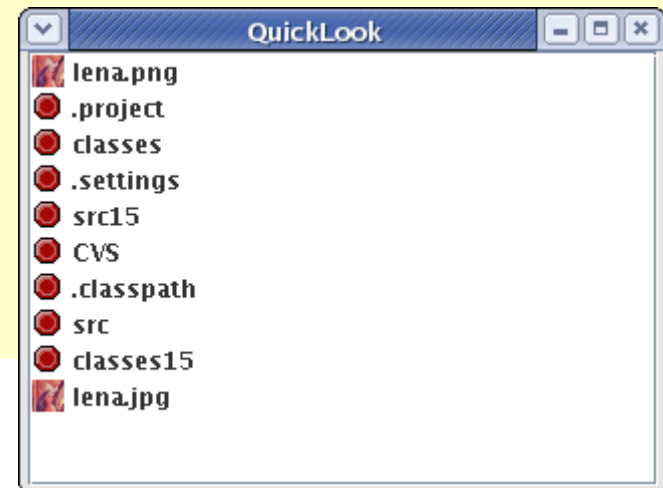 QuickLook
lena.png
.project
classes
.settings
src15
CVS
.classpath
src
classes15
lena.jpg